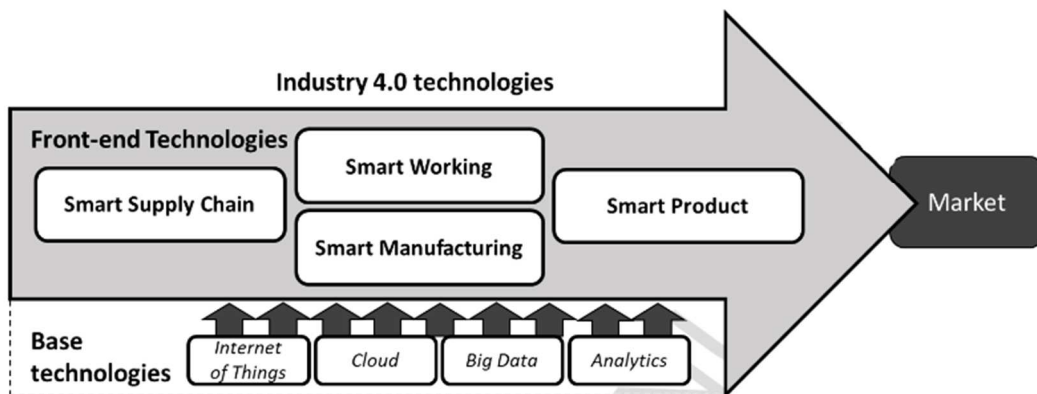 Industry 4.0 technologies
Front-end Technologies
Smart Supply Chain
Smart Working
Smart Manufacturing
Smart Product
Market
Base
technologies
Internet
of Things
Cloud
Big Data
Analytics